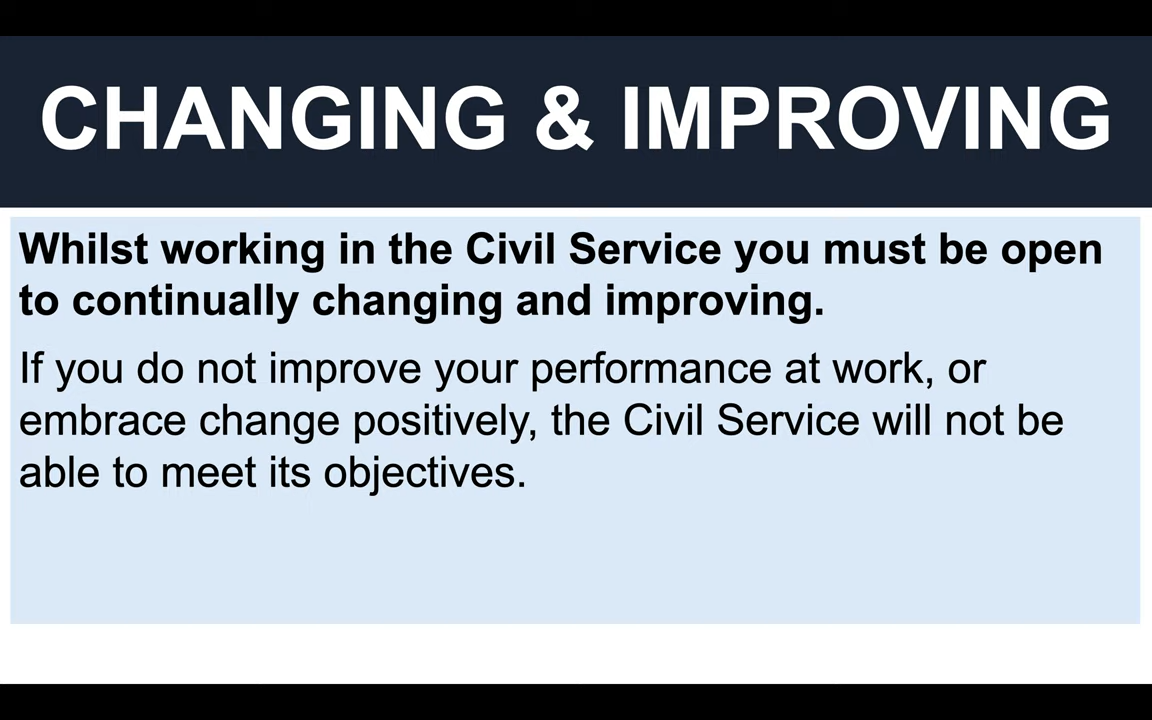 CHANGING & IMPROVING
Whilst working in the Civil Service you must be open
to continually changing and improving.
If you do not improve your performance at work, or
embrace change positively, the Civil Service will not be
able to meet its objectives.